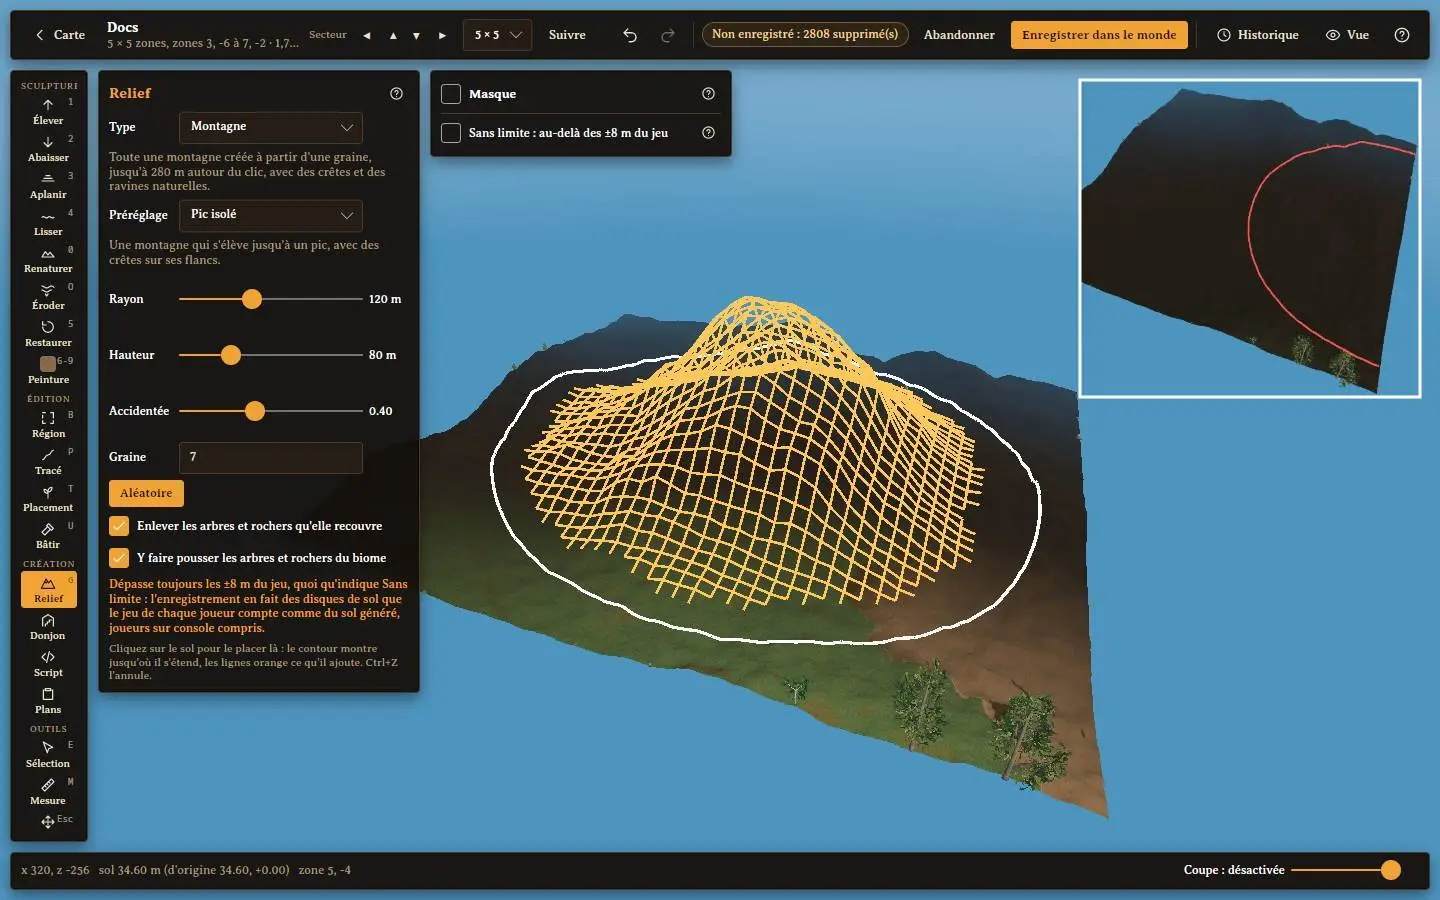 Carte
Docs
5 × 5 zones, zones 3, -6 à 7, -2 · 1,7...
Secteur
5 × 5
Suivre
Non enregistré : 2808 supprimé(s)
Abandonner
Enregistrer dans le monde
Historique
Vue
SCULPTURE
1
Élever
2
Abaisser
3
Aplanir
4
Lisser
0
Renaturer
O
Éroder
5
Restaurer
6-9
Peinture
ÉDITION
B
Région
P
Tracé
T
Placement
U
Bâtir
CRÉATION
G
Relief
Donjon
Script
Plans
OUTILS
E
Sélection
M
Mesure
Esc
Relief
Type
Montagne
Toute une montagne créée à partir d'une graine,
jusqu'à 280 m autour du clic, avec des crêtes et des
ravines naturelles.
Préréglage
Pic isolé
Une montagne qui s'élève jusqu'à un pic, avec des
crêtes sur ses flancs.
Rayon
120 m
Hauteur
80 m
Accidentée
0.40
Graine
7
Aléatoire
Enlever les arbres et rochers qu'elle recouvre
Y faire pousser les arbres et rochers du biome
Dépasse toujours les ±8 m du jeu, quoi qu'indique Sans
limite : l'enregistrement en fait des disques de sol que
le jeu de chaque joueur compte comme du sol généré,
joueurs sur console compris.
Cliquez sur le sol pour le placer là : le contour montre
jusqu'où il s'étend, les lignes orange ce qu'il ajoute. Ctrl+Z
l'annule.
Masque
Sans limite : au-delà des ±8 m du jeu
x 320, z -256 sol 34.60 m (d'origine 34.60, +0.00) zone 5, -4
Coupe : désactivée